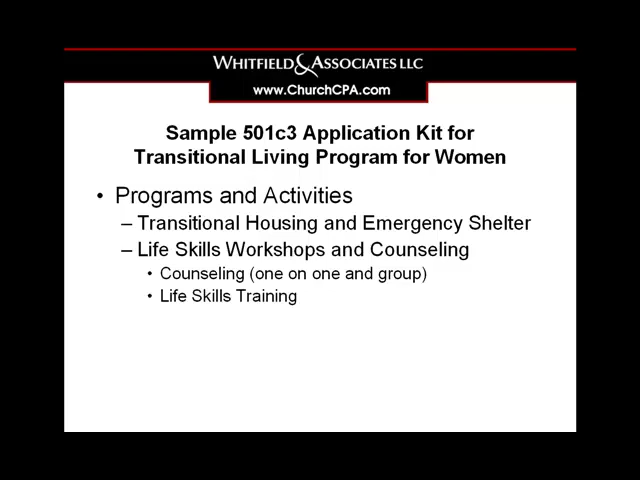 WHITFIELD & ASSOCIATES LLC
www.ChurchCPA.com
Sample 501c3 Application Kit for
Transitional Living Program for Women
• Programs and Activities
– Transitional Housing and Emergency Shelter
– Life Skills Workshops and Counseling
• Counseling (one on one and group)
• Life Skills Training